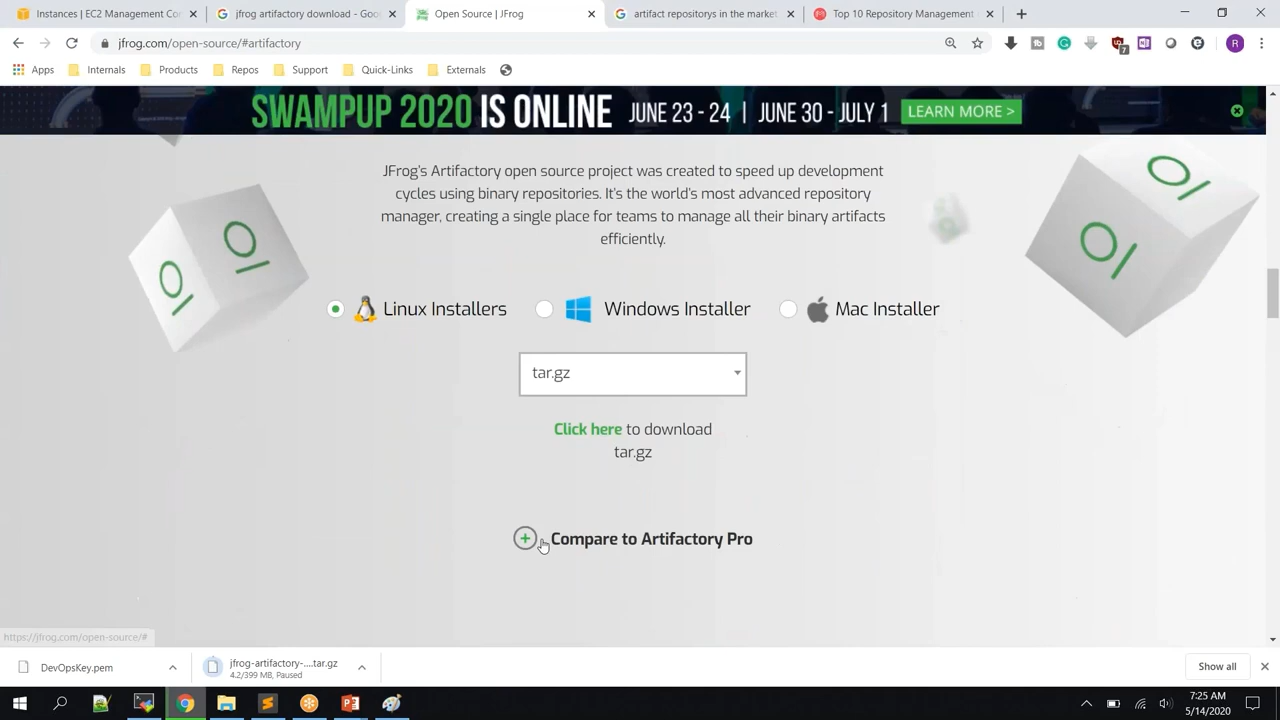 Instances | EC2 Management Con
jfrog artifactory download - Goo
Open Source | JFrog
artifact repositorys in the market
Top 10 Repository Management
jfrog.com/open-source/#artifactory
7
R
Apps
Internals
Products
Repos
Support
Quick-Links
Externals
SWAMPUP 2020 IS ONLINE JUNE 23 - 24 | JUNE 30 - JULY 1 LEARN MORE >
JFrog's Artifactory open source project was created to speed up development
cycles using binary repositories. It's the world's most advanced repository
manager, creating a single place for teams to manage all their binary artifacts
efficiently.
Linux Installers
Windows Installer
Mac Installer
tar.gz
Click here to download
tar.gz
Compare to Artifactory Pro
https://jfrog.com/open-source/#
DevOpsKey.pem
jfrog-artifactory-....tar.gz
4.2/399 MB, Paused
Show all
7:25 AM
5/14/2020